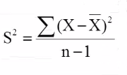 S² = ∑(X−X̅)² / n−1